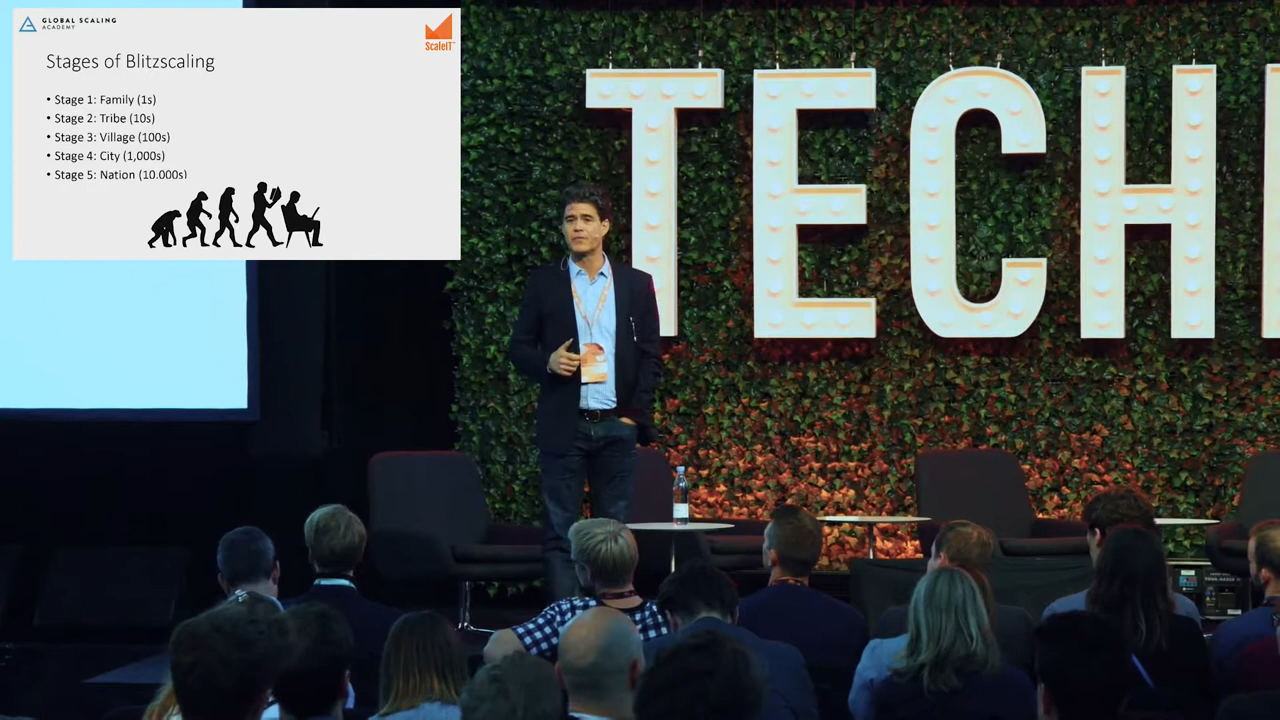 GLOBAL SCALING
ACADEMY
ScaleIT
Stages of Blitzscaling
• Stage 1: Family (1s)
• Stage 2: Tribe (10s)
• Stage 3: Village (100s)
• Stage 4: City (1,000s)
• Stage 5: Nation (10.000s)
TECH